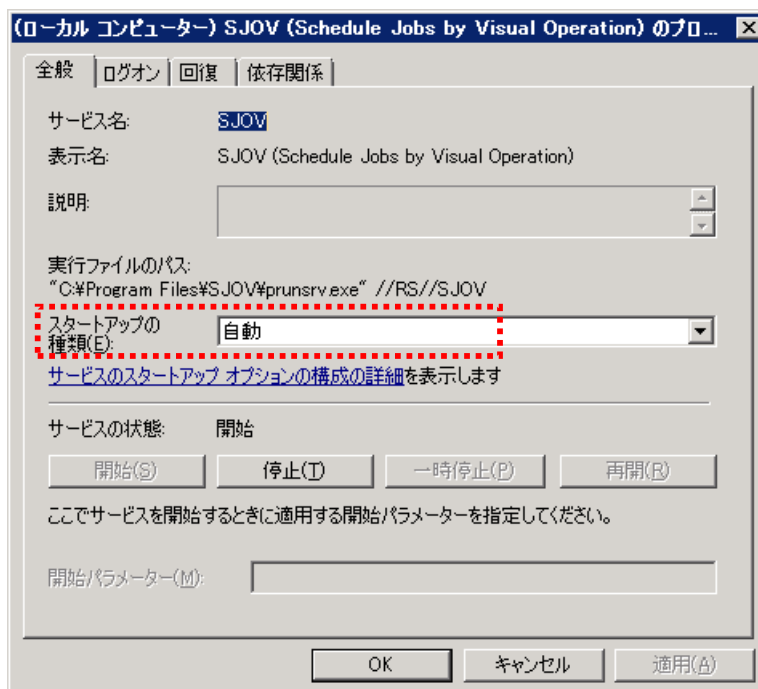 (ローカル コンピューター) SJOV (Schedule Jobs by Visual Operation) のプロ...
全般 ログオン 回復 依存関係
サービス名: SJOV
表示名: SJOV (Schedule Jobs by Visual Operation)
説明:
実行ファイルのパス:
"C:¥Program Files¥SJOV¥prunsrv.exe" //RS//SJOV
スタートアップの
種類(E): 自動
サービスのスタートアップ オプションの構成の詳細を表示します
サービスの状態: 開始
開始(S) 停止(T) 一時停止(P) 再開(R)
ここでサービスを開始するときに適用する開始パラメーターを指定してください。
開始パラメーター(M):
OK キャンセル 適用(A)